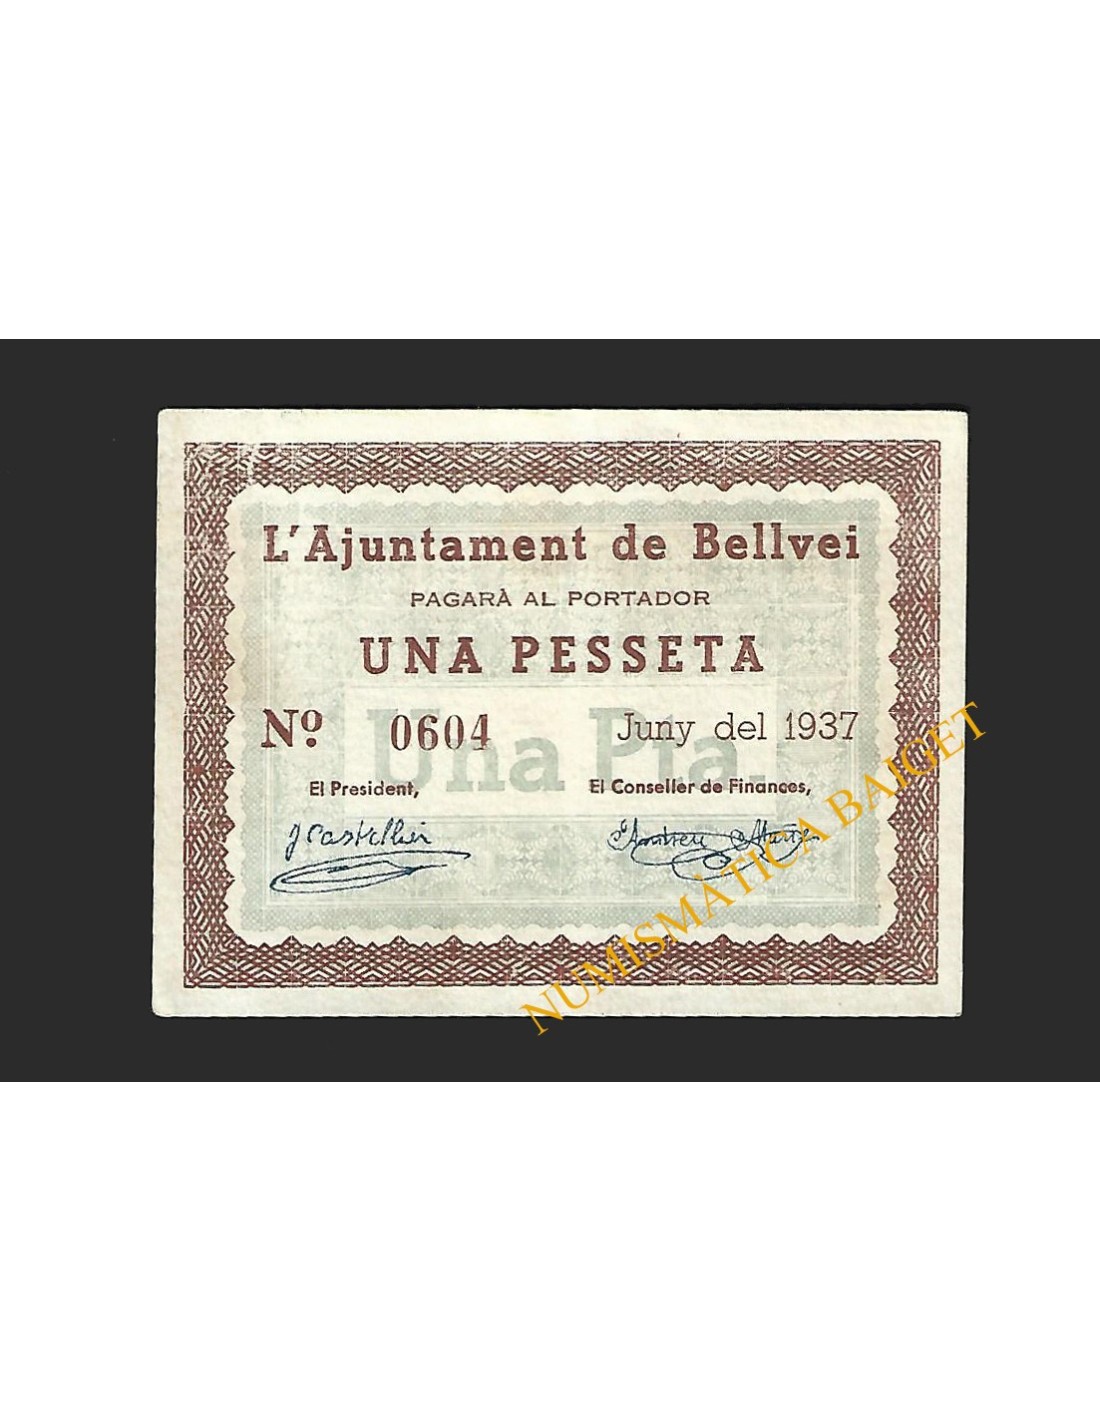 L'Ajuntament de Bellvei
PAGARÀ AL PORTADOR
UNA PESSETA
Nº 0604 Juny del 1937
Una Pta.
El President, El Conseller de Finances,
J Castellví
NUMISMÀTICA BAIGET